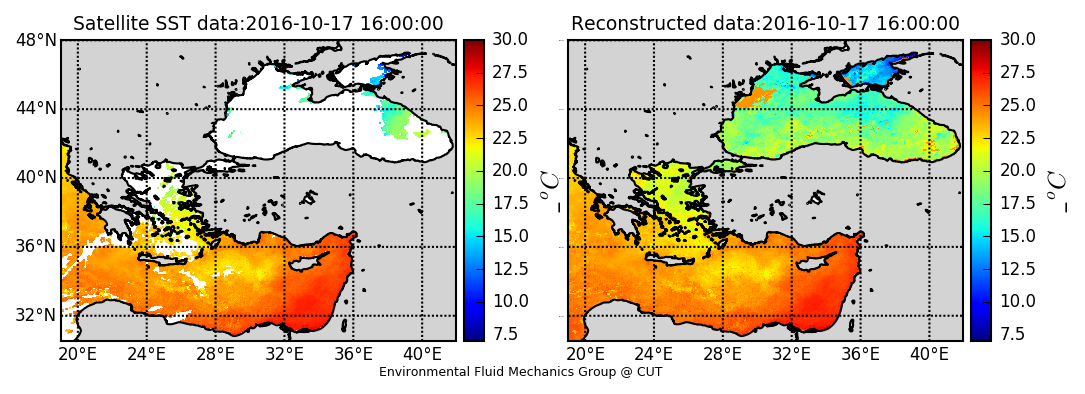 Satellite SST data:2016-10-17 16:00:00
48°N
44°N
40°N
36°N
32°N
20°E 24°E 28°E 32°E 36°E 40°E
30.0
27.5
25.0
22.5
20.0
17.5
15.0
12.5
10.0
7.5
_°C
Reconstructed data:2016-10-17 16:00:00
20°E 24°E 28°E 32°E 36°E 40°E
30.0
27.5
25.0
22.5
20.0
17.5
15.0
12.5
10.0
7.5
_°C
Environmental Fluid Mechanics Group @ CUT